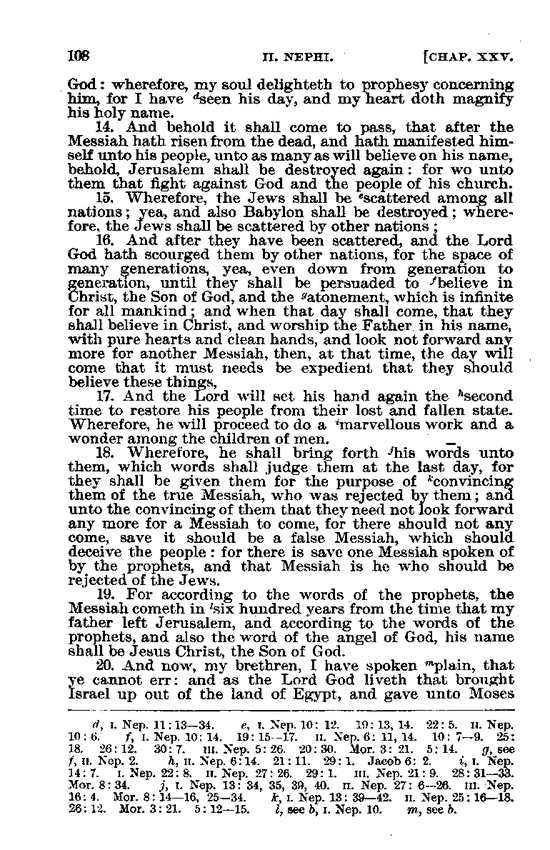 108 II. NEPHI. [CHAP. XXV.
God: wherefore, my soul delighteth to prophesy concerning
him, for I have ᵈseen his day, and my heart doth magnify
his holy name.
14. And behold it shall come to pass, that after the
Messiah hath risen from the dead, and hath manifested him-
self unto his people, unto as many as will believe on his name,
behold, Jerusalem shall be destroyed again: for wo unto
them that fight against God and the people of his church.
15. Wherefore, the Jews shall be ᵉscattered among all
nations; yea, and also Babylon shall be destroyed; where-
fore, the Jews shall be scattered by other nations;
16. And after they have been scattered, and the Lord
God hath scourged them by other nations, for the space of
many generations, yea, even down from generation to
generation, until they shall be persuaded to ᶠbelieve in
Christ, the Son of God, and the ᵍatonement, which is infinite
for all mankind; and when that day shall come, that they
shall believe in Christ, and worship the Father in his name,
with pure hearts and clean hands, and look not forward any
more for another Messiah, then, at that time, the day will
come that it must needs be expedient that they should
believe these things,
17. And the Lord will set his hand again the ʰsecond
time to restore his people from their lost and fallen state.
Wherefore, he will proceed to do a ⁱmarvellous work and a
wonder among the children of men.
18. Wherefore, he shall bring forth ʲhis words unto
them, which words shall judge them at the last day, for
they shall be given them for the purpose of ᵏconvincing
them of the true Messiah, who was rejected by them; and
unto the convincing of them that they need not look forward
any more for a Messiah to come, for there should not any
come, save it should be a false Messiah, which should
deceive the people: for there is save one Messiah spoken of
by the prophets, and that Messiah is he who should be
rejected of the Jews.
19. For according to the words of the prophets, the
Messiah cometh in ˡsix hundred years from the time that my
father left Jerusalem, and according to the words of the
prophets, and also the word of the angel of God, his name
shall be Jesus Christ, the Son of God.
20. And now, my brethren, I have spoken ᵐplain, that
ye cannot err: and as the Lord God liveth that brought
Israel up out of the land of Egypt, and gave unto Moses
d, I. Nep. 11:13—34. e, I. Nep. 10: 12. 19: 13, 14. 22: 5. II. Nep.
10: 6. f, I. Nep. 10: 14. 19: 15—17. II. Nep. 6: 11, 14. 10: 7—9. 25:
18. 26: 12. 30: 7. III. Nep. 5: 26. 20: 30. Mor. 3: 21. 5: 14. g, see
f, II. Nep. 2. h, II. Nep. 6:14. 21: 11. 29: 1. Jacob 6: 2. i, I. Nep.
14: 7. I. Nep. 22: 8. II. Nep. 27: 26. 29: 1. III. Nep. 21: 9. 28: 31—33.
Mor. 8: 34. j, I. Nep. 13: 34, 35, 39, 40. II. Nep. 27: 6—26. III. Nep.
16: 4. Mor. 8: 14—16, 25—34. k, I. Nep. 13: 39—42. II. Nep. 25: 16—18.
26: 12. Mor. 3: 21. 5: 12—15. l, see b, I. Nep. 10. m, see b.